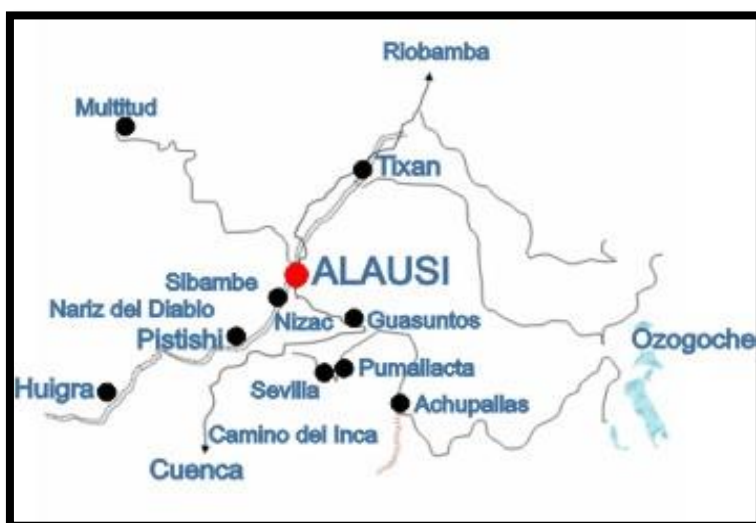 Riobamba
Multitud
Tixan
ALAUSI
Sibambe
Nariz del Diablo
Nizac
Guasuntos
Pistishi
Ozogoche
Pumallacta
Huigra
Sevilla
Achupallas
Camino del Inca
Cuenca